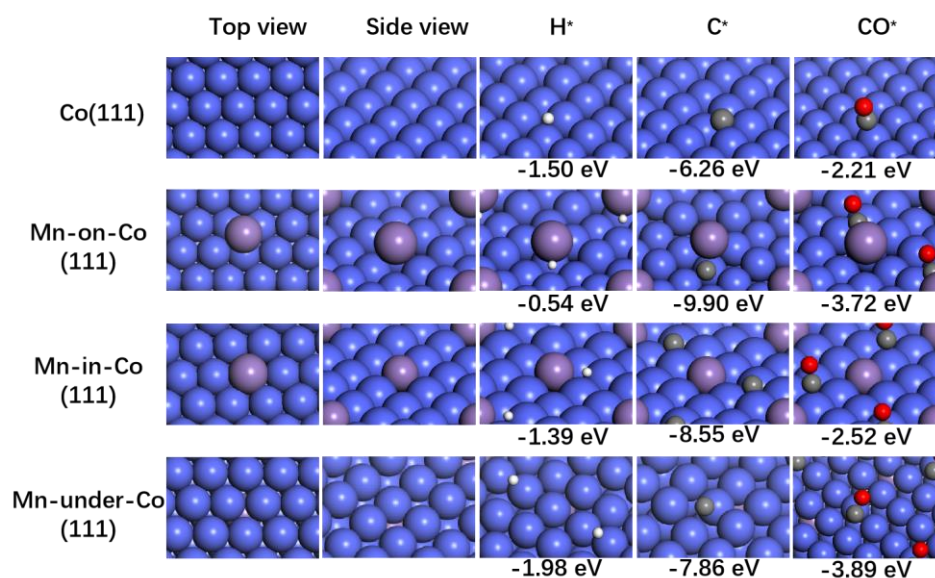 Top view Side view H* C* CO*
Co(111)
-1.50 eV -6.26 eV -2.21 eV
Mn-on-Co
(111)
-0.54 eV -9.90 eV -3.72 eV
Mn-in-Co
(111)
-1.39 eV -8.55 eV -2.52 eV
Mn-under-Co
(111)
-1.98 eV -7.86 eV -3.89 eV